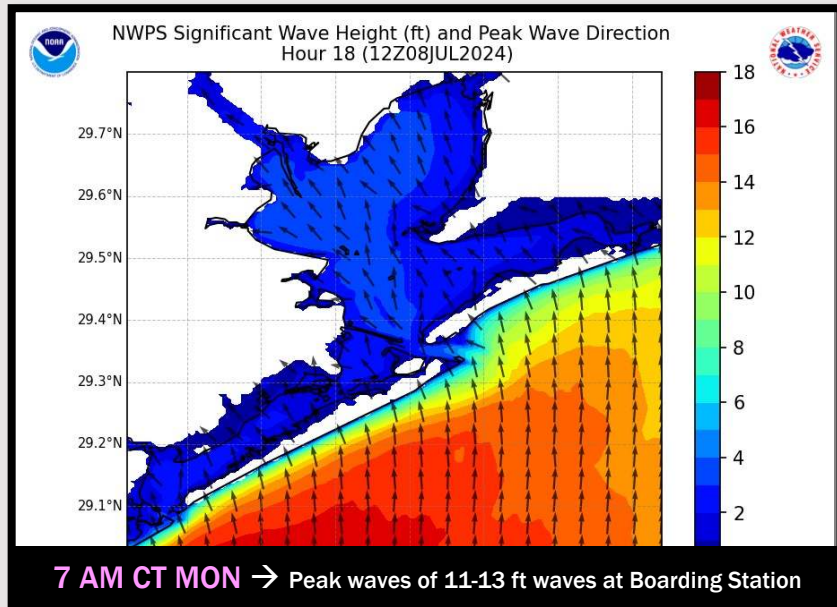 NWPS Significant Wave Height (ft) and Peak Wave Direction
Hour 18 (12Z08JUL2024)
NOAA
18
29.7°N
16
29.6°N
14
29.5°N
12
10
29.4°N
8
29.3°N
6
29.2°N
4
29.1°N
2
7 AM CT MON → Peak waves of 11-13 ft waves at Boarding Station